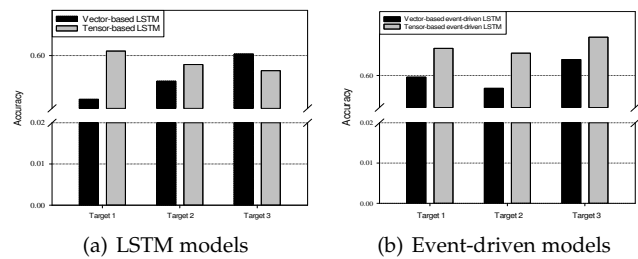 Vector-based LSTM
Tensor-based LSTM
0.60
0.02
0.01
0.00
Accuracy
Target 1 Target 2 Target 3
(a) LSTM models
Vector-based event-driven LSTM
Tensor-based event-driven LSTM
0.60
0.02
0.01
0.00
Accuracy
Target 1 Target 2 Target 3
(b) Event-driven models